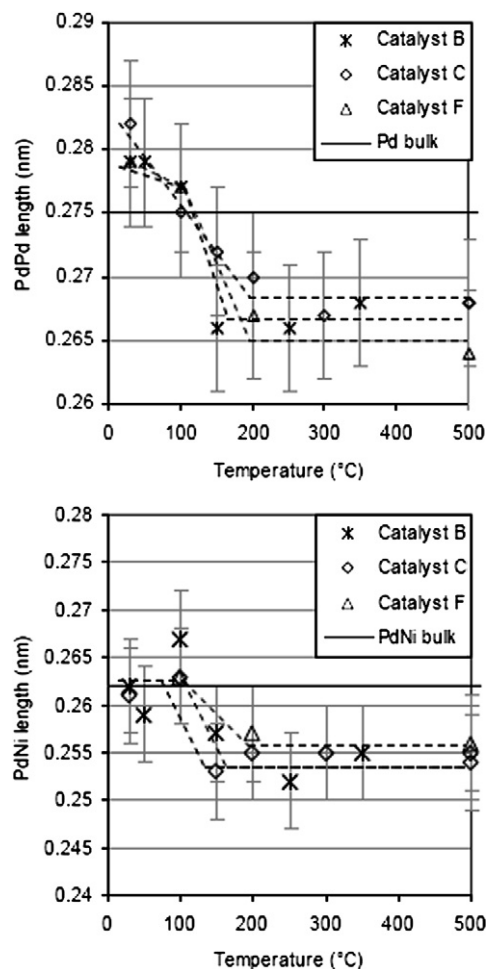 0.29
0.285
0.28
0.275
0.27
0.265
0.26
PdPd length (nm)
Catalyst B
Catalyst C
Catalyst F
Pd bulk
0 100 200 300 400 500
Temperature (°C)
0.28
0.275
0.27
0.265
0.26
0.255
0.25
0.245
0.24
PdNi length (nm)
Catalyst B
Catalyst C
Catalyst F
PdNi bulk
0 100 200 300 400 500
Temperature (°C)